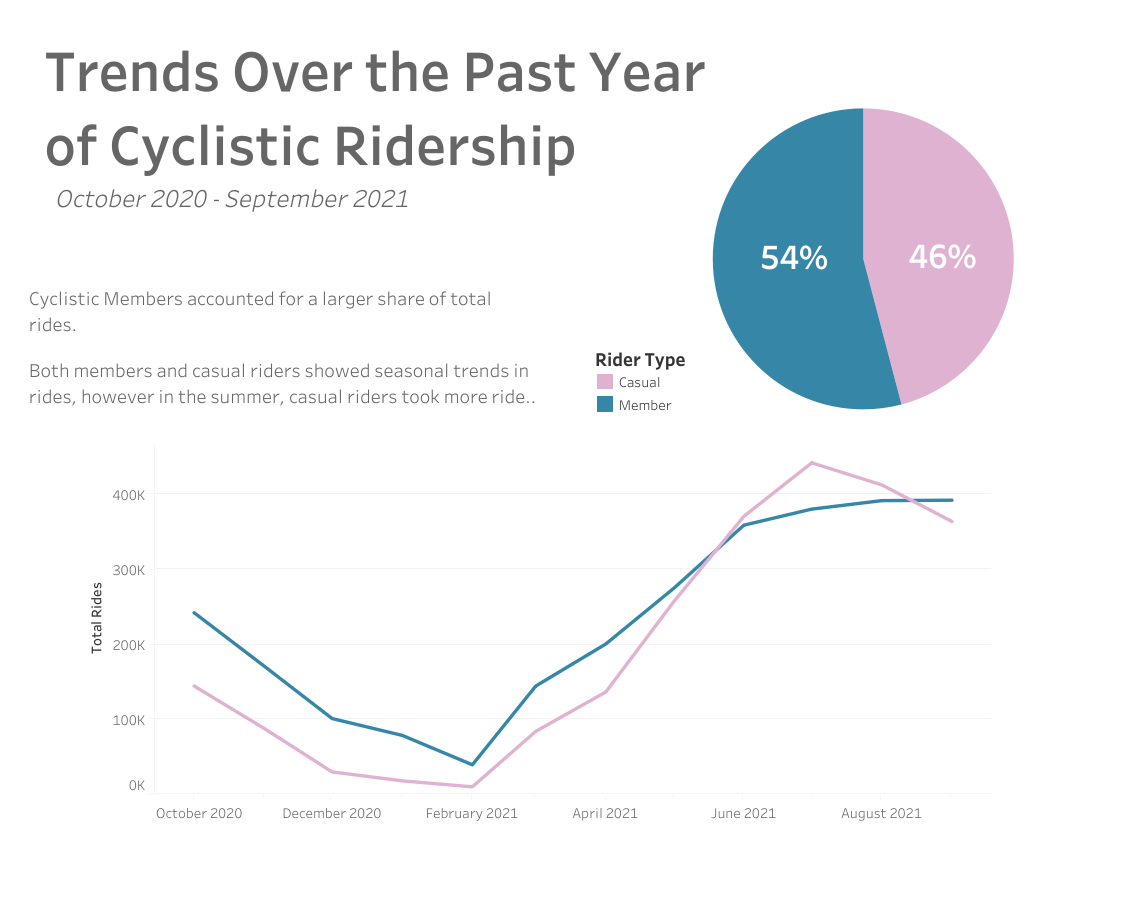 Trends Over the Past Year
of Cyclistic Ridership
October 2020 - September 2021
54%
46%
Cyclistic Members accounted for a larger share of total
rides.
Both members and casual riders showed seasonal trends in
rides, however in the summer, casual riders took more ride..
Rider Type
Casual
Member
Total Rides
400K
300K
200K
100K
0K
October 2020
December 2020
February 2021
April 2021
June 2021
August 2021